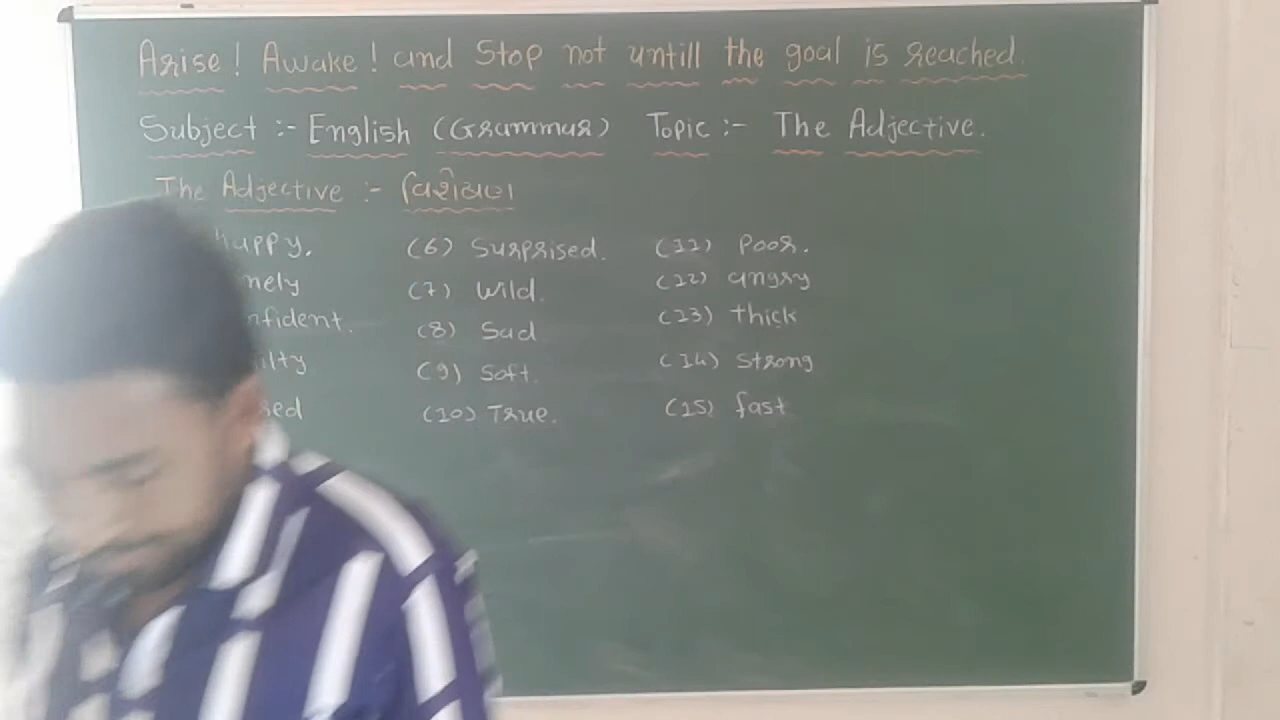 Arise! Awake! and Stop not untill the goal is reached.
Subject :- English (Grammar) Topic :- The Adjective.
The Adjective :- વિશેષણ
happy. (6) Surprised. (11) Poor.
(7) Wild. (12) angry
(8) Sad (13) thick
(9) Soft. (14) Strong
(10) True. (15) fast